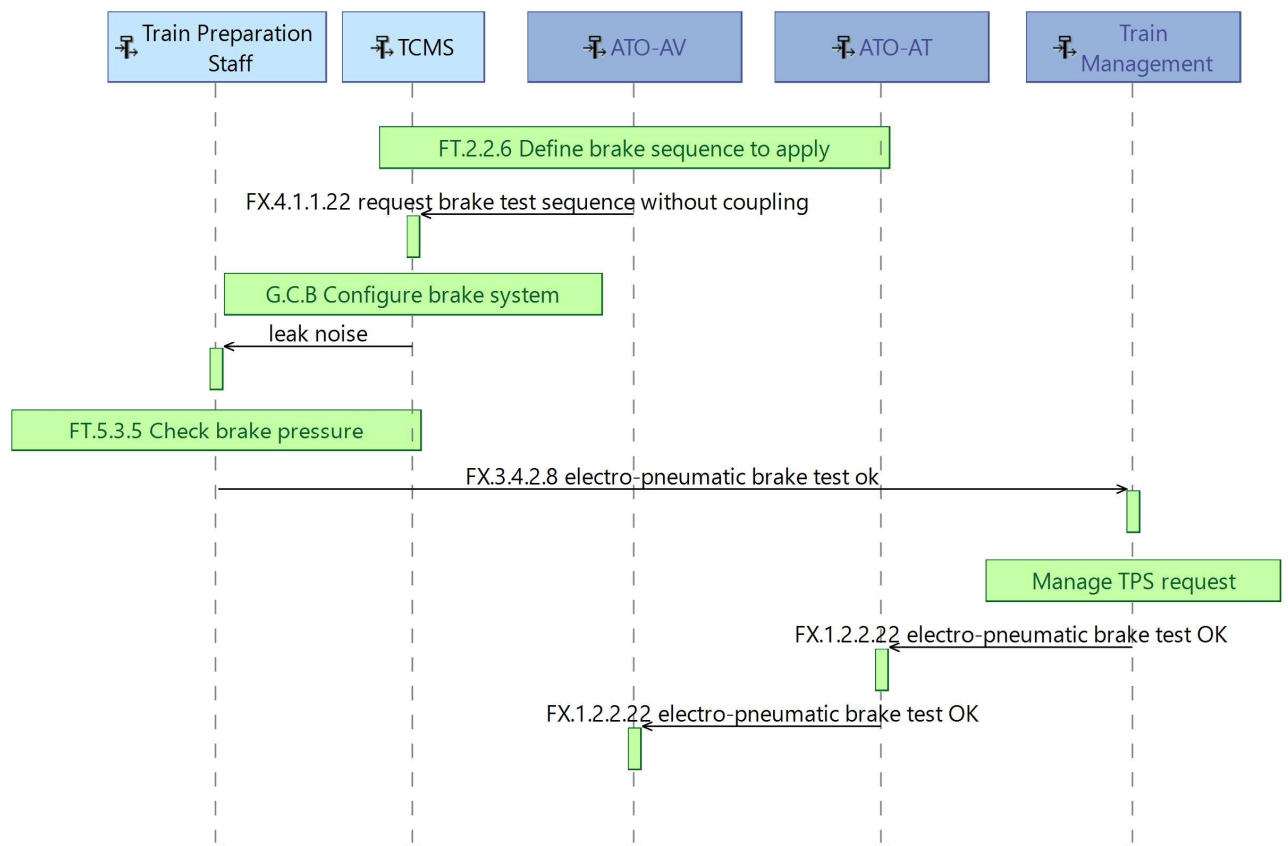 Train Preparation
Staff
TCMS
ATO-AV
ATO-AT
Train
Management
FT.2.2.6 Define brake sequence to apply
FX.4.1.1.22 request brake test sequence without coupling
G.C.B Configure brake system
leak noise
FT.5.3.5 Check brake pressure
FX.3.4.2.8 electro-pneumatic brake test ok
Manage TPS request
FX.1.2.2.22 electro-pneumatic brake test OK
FX.1.2.2.22 electro-pneumatic brake test OK